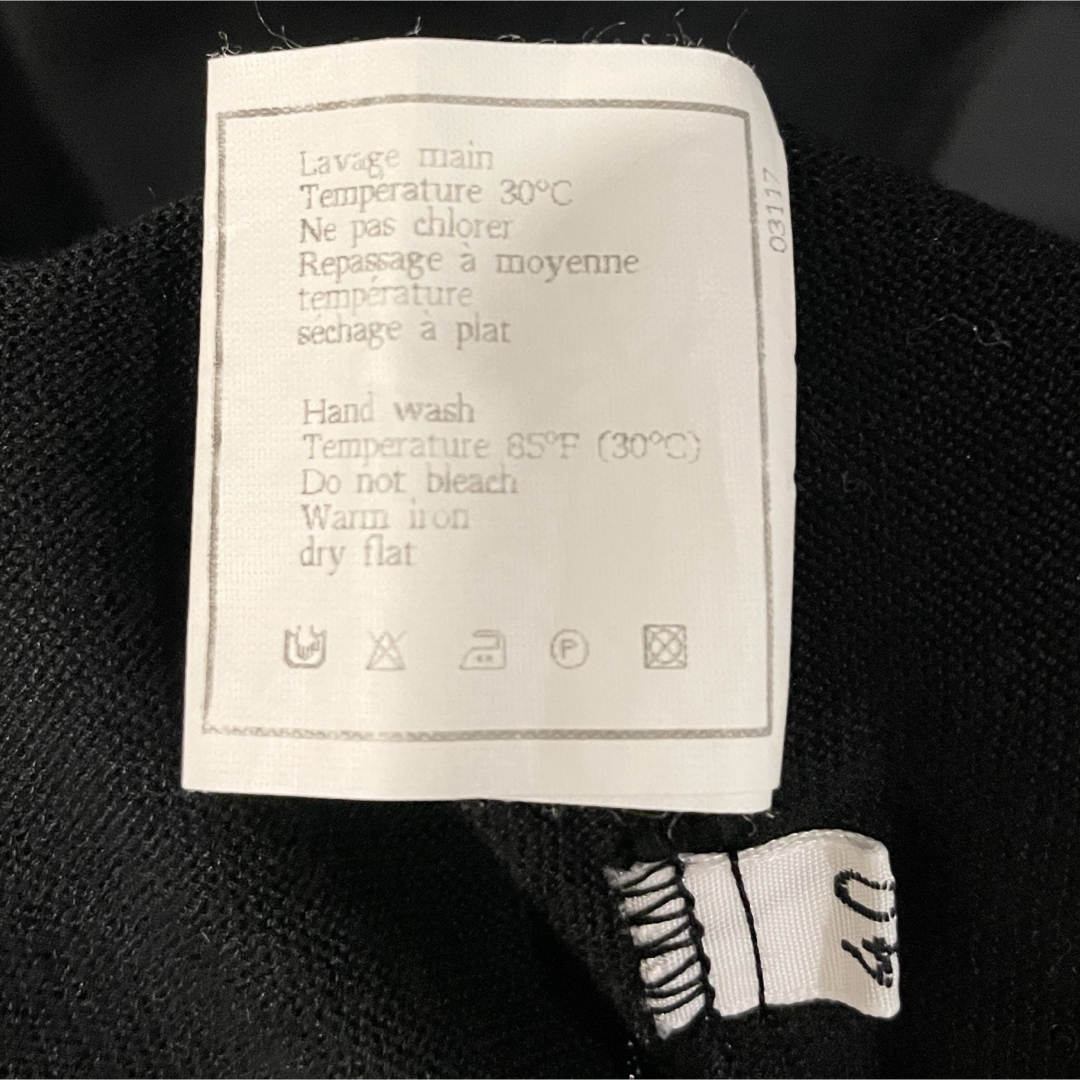 Lavage main
Température 30°C
Ne pas chlorer
Repassage à moyenne
température
séchage à plat
Hand wash
Temperature 85°F (30°C)
Do not bleach
Warm iron
dry flat
P
03117
40